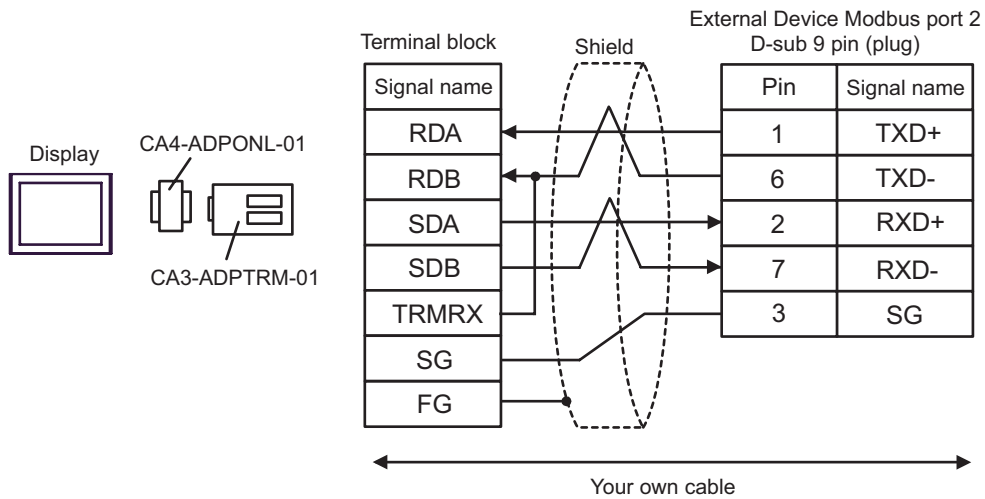 External Device Modbus port 2
D-sub 9 pin (plug)
Terminal block
Shield
Signal name
Pin Signal name
RDA 1 TXD+
RDB 6 TXD-
SDA 2 RXD+
SDB 7 RXD-
TRMRX 3 SG
SG
FG
Display
CA4-ADPONL-01
CA3-ADPTRM-01
Your own cable